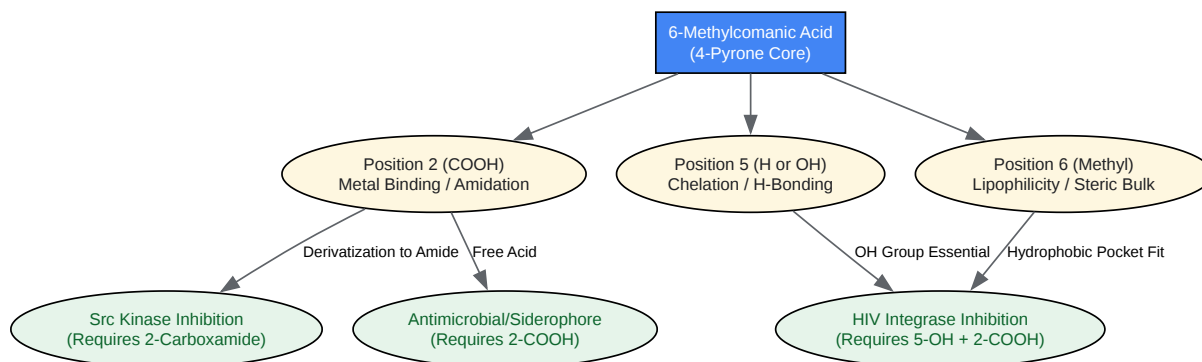 6-Methylcomanic Acid
(4-Pyrone Core)
Position 2 (COOH)
Metal Binding / Amidation
Position 5 (H or OH)
Chelation / H-Bonding
Position 6 (Methyl)
Lipophilicity / Steric Bulk
Derivatization to Amide
Free Acid
OH Group Essential
Hydrophobic Pocket Fit
Src Kinase Inhibition
(Requires 2-Carboxamide)
Antimicrobial/Siderophore
(Requires 2-COOH)
HIV Integrase Inhibition
(Requires 5-OH + 2-COOH)